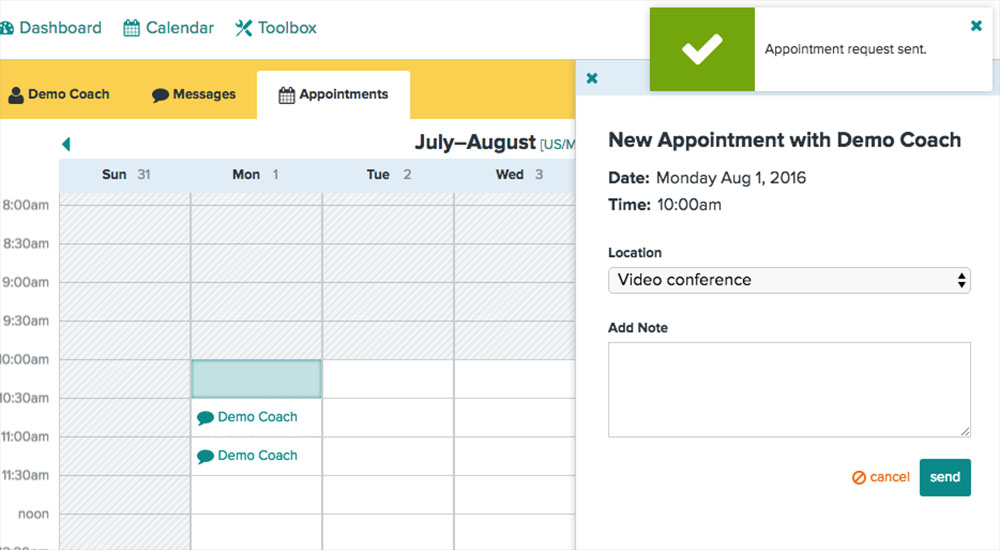 Dashboard Calendar Toolbox
Appointment request sent.
Demo Coach Messages Appointments
July–August [US/M
Sun 31 Mon 1 Tue 2 Wed 3
8:00am
8:30am
9:00am
9:30am
10:00am
10:30am
Demo Coach
11:00am
Demo Coach
11:30am
noon
New Appointment with Demo Coach
Date: Monday Aug 1, 2016
Time: 10:00am
Location
Video conference
Add Note
cancel send